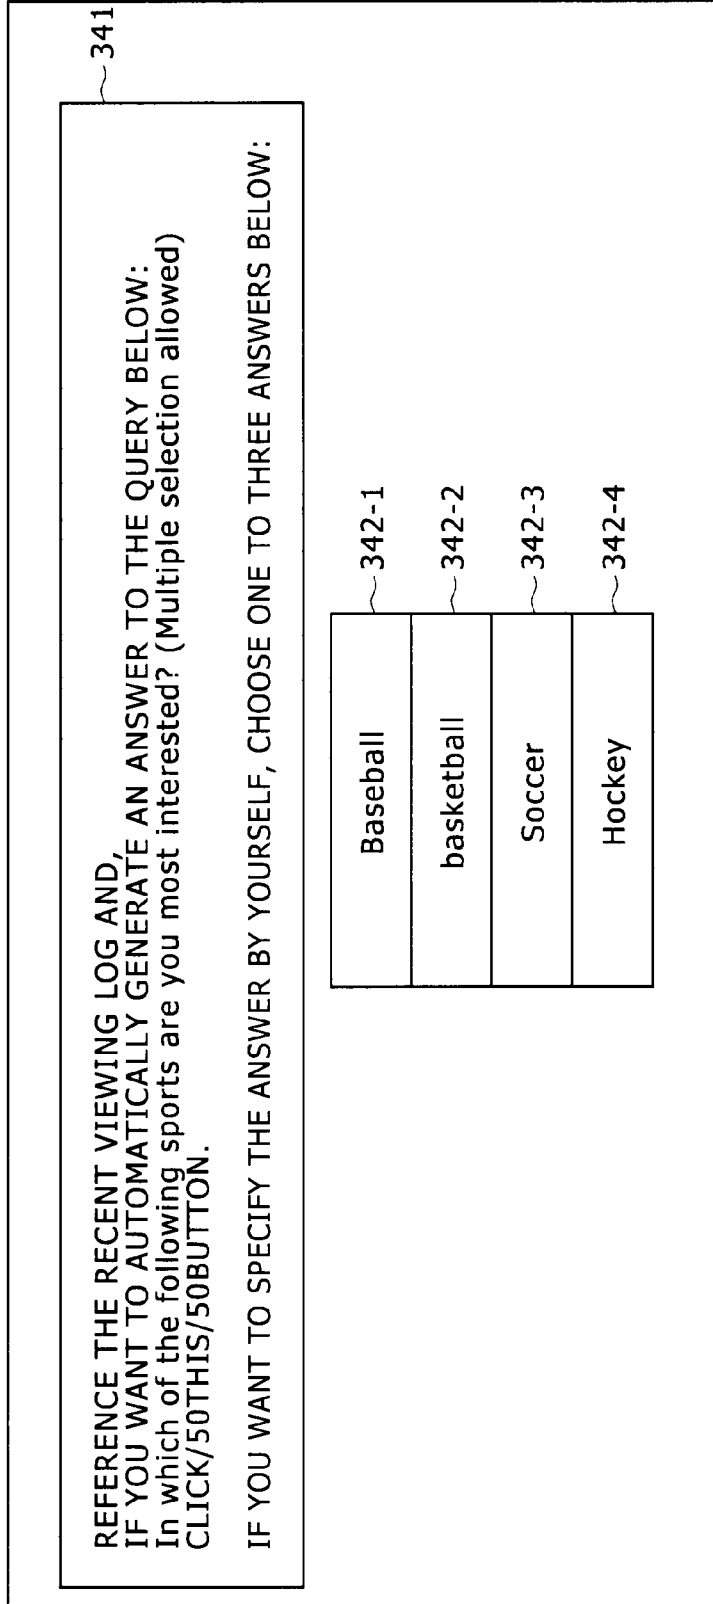 REFERENCE THE RECENT VIEWING LOG AND,
IF YOU WANT TO AUTOMATICALLY GENERATE AN ANSWER TO THE QUERY BELOW:
In which of the following sports are you most interested? (Multiple selection allowed)
CLICK/50THIS/50BUTTON.
IF YOU WANT TO SPECIFY THE ANSWER BY YOURSELF, CHOOSE ONE TO THREE ANSWERS BELOW:
341
Baseball 342-1
basketball 342-2
Soccer 342-3
Hockey 342-4